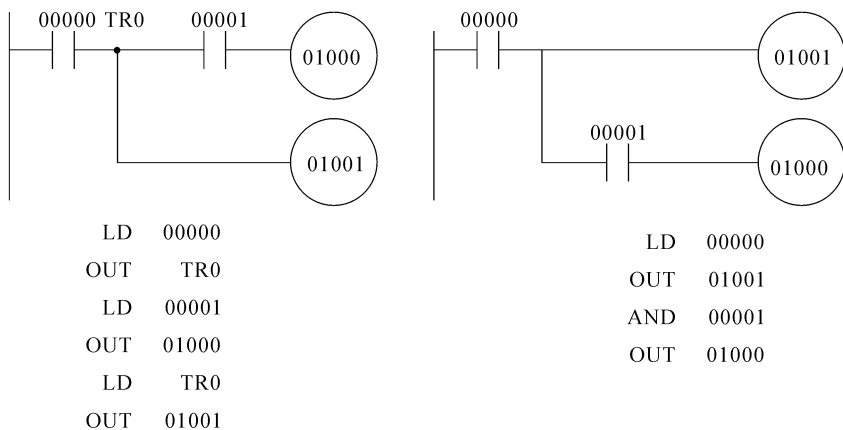 00000 TR0 00001
01000
01001
LD 00000
OUT TR0
LD 00001
OUT 01000
LD TR0
OUT 01001
00000
01001
00001
01000
LD 00000
OUT 01001
AND 00001
OUT 01000